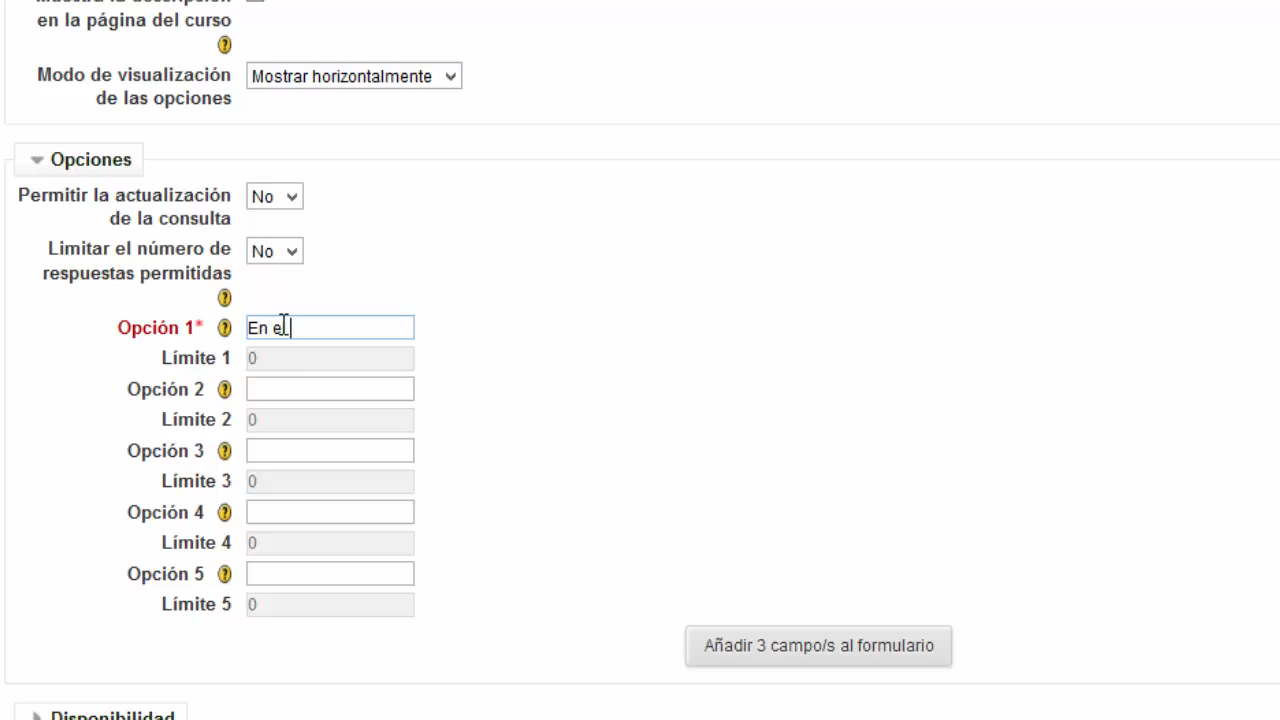 en la página del curso
Modo de visualización
de las opciones
Mostrar horizontalmente
Opciones
Permitir la actualización
de la consulta
No
Limitar el número de
respuestas permitidas
No
Opción 1*
En el
Límite 1
0
Opción 2
Límite 2
0
Opción 3
Límite 3
0
Opción 4
Límite 4
0
Opción 5
Límite 5
0
Añadir 3 campo/s al formulario
Disponibilidad